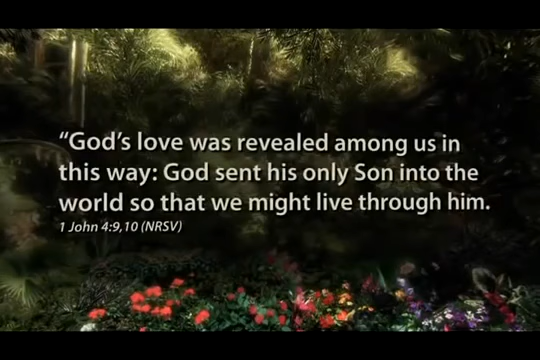 “God’s love was revealed among us in
this way: God sent his only Son into the
world so that we might live through him.
1 John 4:9,10 (NRSV)